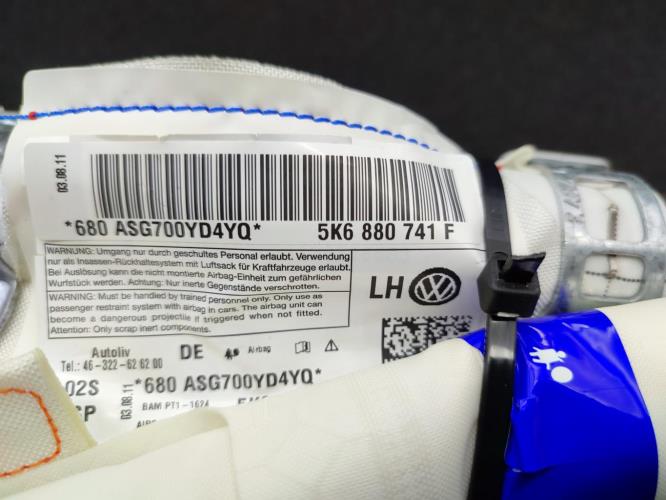 03.08.11
*680 ASG700YD4YQ* 5K6 880 741 F
WARNING: Umgang nur durch geschultes Personal erlaubt. Verwendung
nur als Insassen-Rückhaltesystem mit Luftsack für Kraftfahrzeuge erlaubt.
Bei Auslösung kann die nicht montierte Airbag-Einheit zum gefährlichen
Wurfstück werden. Achtung: Nur inerte Gegenstände verschrotten.
WARNING: Must be handled by trained personnel only. Only use as
passenger restraint system with airbag in cars. The airbag unit can
become a dangerous projectile if triggered when not fitted.
Attention: Only scrap inert components.
LH
Autoliv DE Airbag
Tel.: 46-322-62 62 00
02S *680 ASG700YD4YQ*
03.08.11
BAM PT1-1624